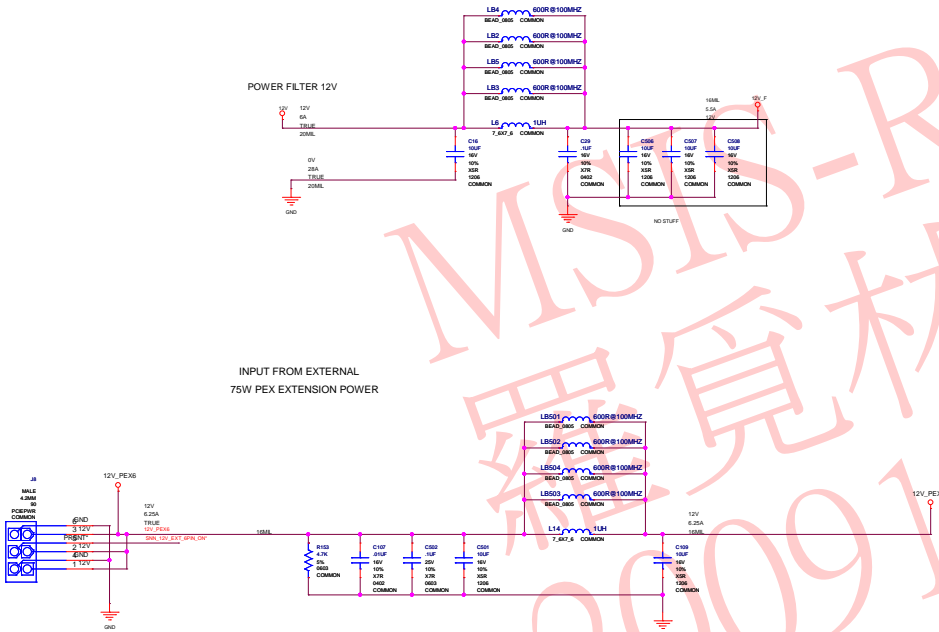 LB4 600R@100MHZ
BEAD_0805 COMMON
LB2 600R@100MHZ
BEAD_0805 COMMON
LB5 600R@100MHZ
BEAD_0805 COMMON
LB3 600R@100MHZ
BEAD_0805 COMMON
POWER FILTER 12V
12V
12V
6A
TRUE
20MIL
L6 1UH
7_6X7_6 COMMON
16MIL
5.5A
12V
12V_F
0V
28A
TRUE
20MIL
GND
C16
10UF
16V
10%
X5R
1206
COMMON
C29
.1UF
16V
10%
X7R
0402
COMMON
GND
C506
10UF
16V
10%
X5R
1206
COMMON
C507
10UF
16V
10%
X5R
1206
COMMON
C508
10UF
16V
10%
X5R
1206
COMMON
NO STUFF
MSIS-R
羅覓林
20091
INPUT FROM EXTERNAL
75W PEX EXTENSION POWER
LB501 600R@100MHZ
BEAD_0805 COMMON
LB502 600R@100MHZ
BEAD_0805 COMMON
LB504 600R@100MHZ
BEAD_0805 COMMON
LB503 600R@100MHZ
BEAD_0805 COMMON
L14 1UH
7_6X7_6 COMMON
J8
MALE
4.2MM
90
PCIEPWR
COMMON
12V_PEX6
12V
6.25A
TRUE
12V_PEX6
SNN_12V_EXT_6PIN_ON*
6 GND
3 12V
5 PRSNT*
2 12V
4 GND
1 12V
GND
16MIL
R153
4.7K
5%
0603
COMMON
C107
.01UF
16V
10%
X7R
0402
COMMON
C502
.1UF
25V
10%
X7R
0603
COMMON
C501
10UF
16V
10%
X5R
1206
COMMON
12V
6.25A
16MIL
12V_PEX
C109
10UF
16V
10%
X5R
1206
COMMON